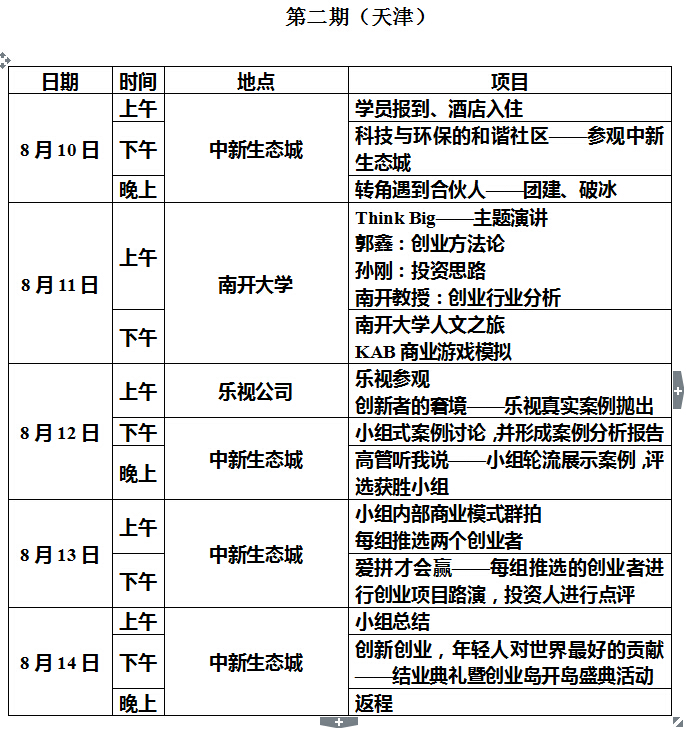 第二期（天津）
日期 时间 地点 项目
8月10日 上午 中新生态城 学员报到、酒店入住
下午 科技与环保的和谐社区——参观中新
生态城
晚上 转角遇到合伙人——团建、破冰
8月11日 上午 南开大学 Think Big——主题演讲
郭鑫：创业方法论
孙刚：投资思路
南开教授：创业行业分析
下午 南开大学人文之旅
KAB 商业游戏模拟
8月12日 上午 乐视公司 乐视参观
创新者的窘境——乐视真实案例抛出
下午 中新生态城 小组式案例讨论,并形成案例分析报告
晚上 高管听我说——小组轮流展示案例,评
选获胜小组
8月13日 上午 中新生态城 小组内部商业模式群拍
每组推选两个创业者
下午 爱拼才会赢——每组推选的创业者进
行创业项目路演，投资人进行点评
8月14日 上午 中新生态城 小组总结
下午 创新创业，年轻人对世界最好的贡献
——结业典礼暨创业岛开岛盛典活动
晚上 返程